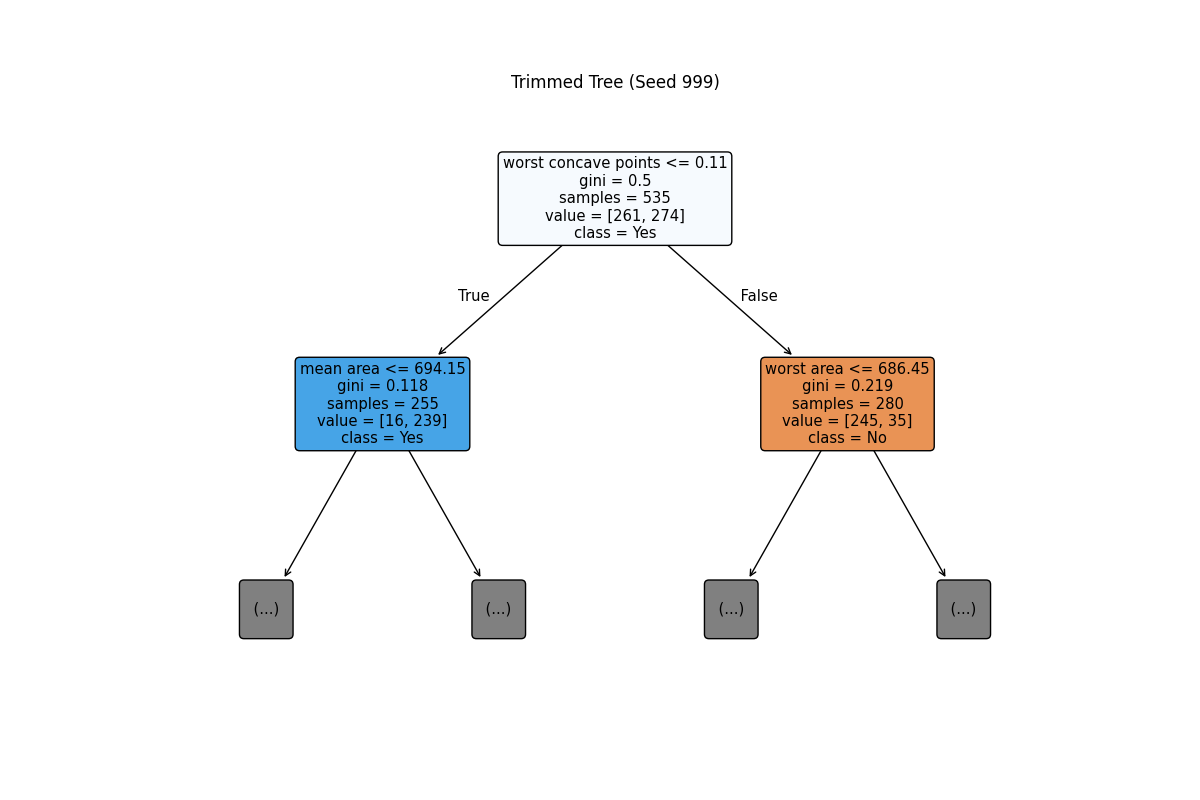 Trimmed Tree (Seed 999)
worst concave points <= 0.11
gini = 0.5
samples = 535
value = [261, 274]
class = Yes
True
False
mean area <= 694.15
gini = 0.118
samples = 255
value = [16, 239]
class = Yes
worst area <= 686.45
gini = 0.219
samples = 280
value = [245, 35]
class = No
(...)
(...)
(...)
(...)